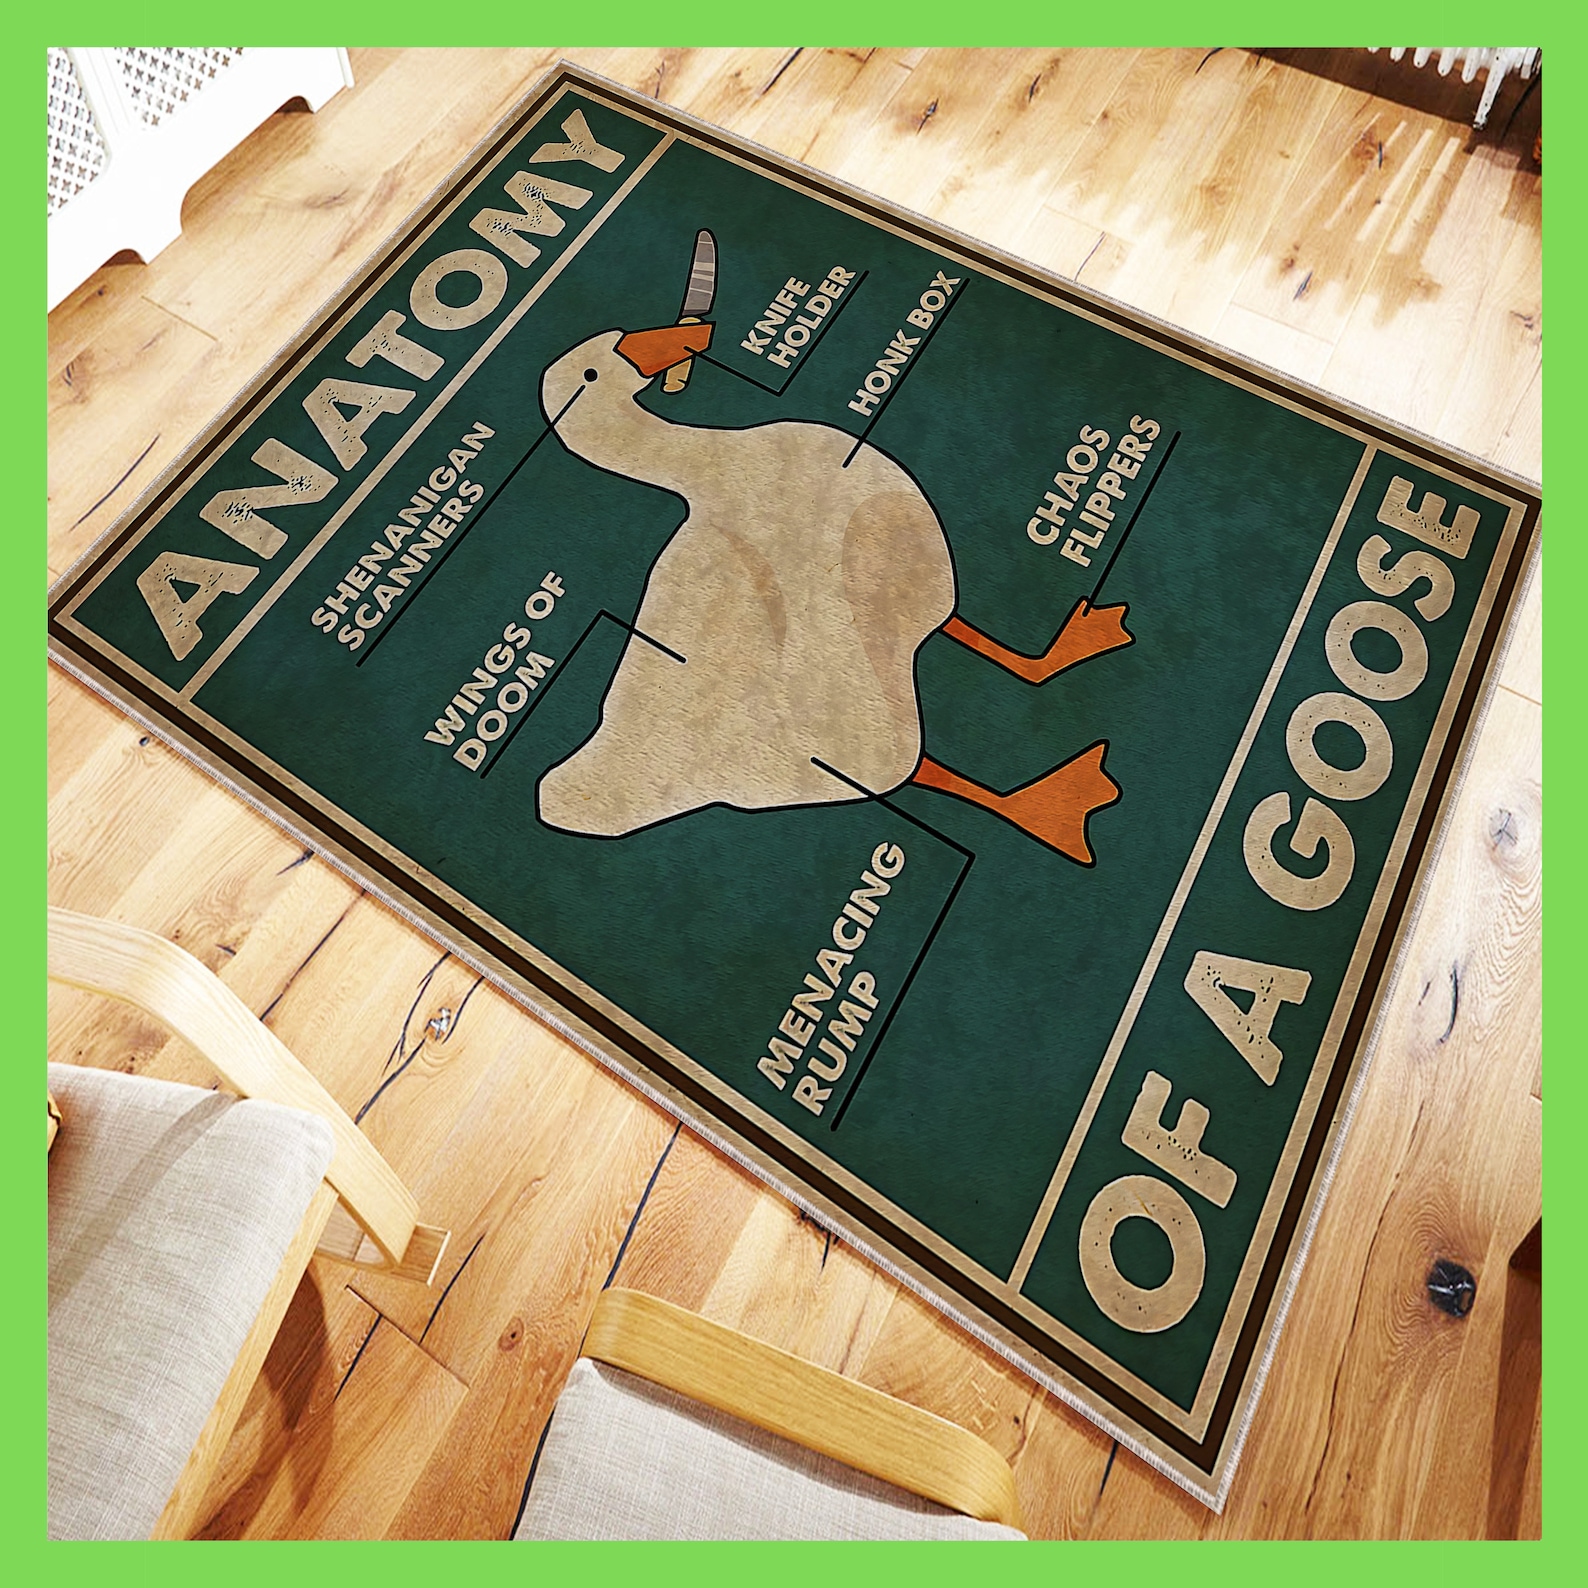 ANATOMY
KNIFE
HOLDER
HONK BOX
SHENANIGAN
SCANNERS
CHAOS
FLIPPERS
WINGS OF
DOOM
MENACING
RUMP
OF A GOOSE